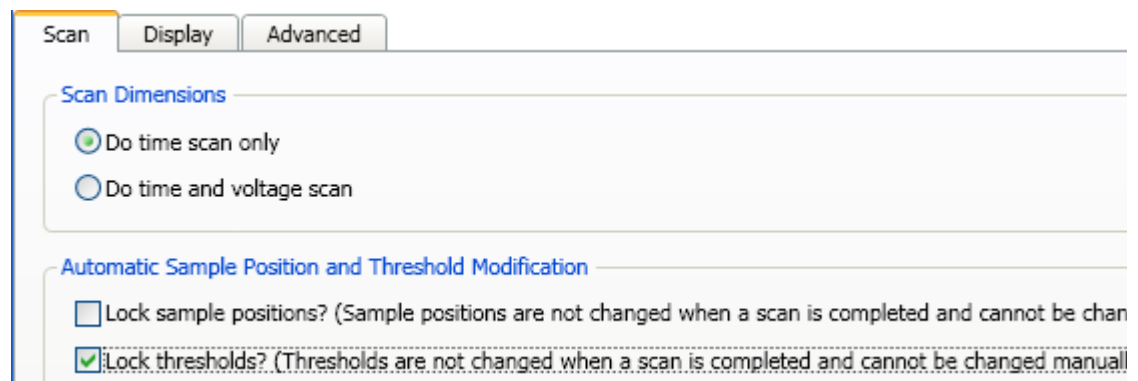 Scan Display Advanced
Scan Dimensions
Do time scan only
Do time and voltage scan
Automatic Sample Position and Threshold Modification
Lock sample positions? (Sample positions are not changed when a scan is completed and cannot be chan
Lock thresholds? (Thresholds are not changed when a scan is completed and cannot be changed manuall